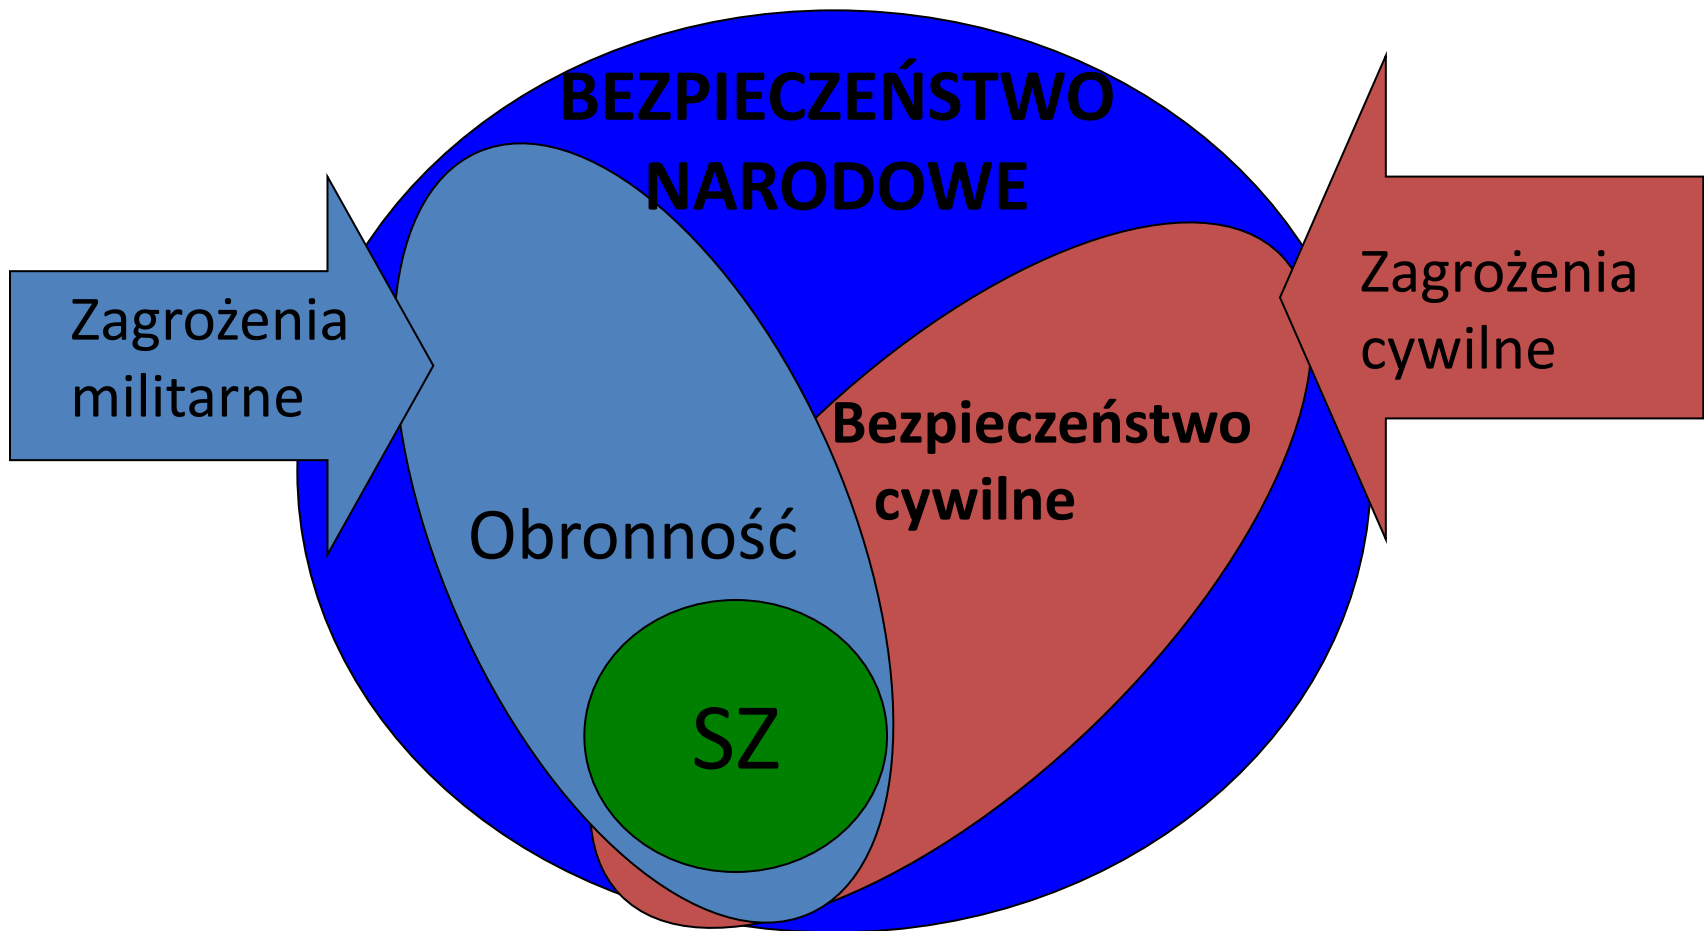 BEZPIECZEŃSTWO
NARODOWE
Zagrożenia
militarne
Zagrożenia
cywilne
Bezpieczeństwo
cywilne
Obronność
SZ